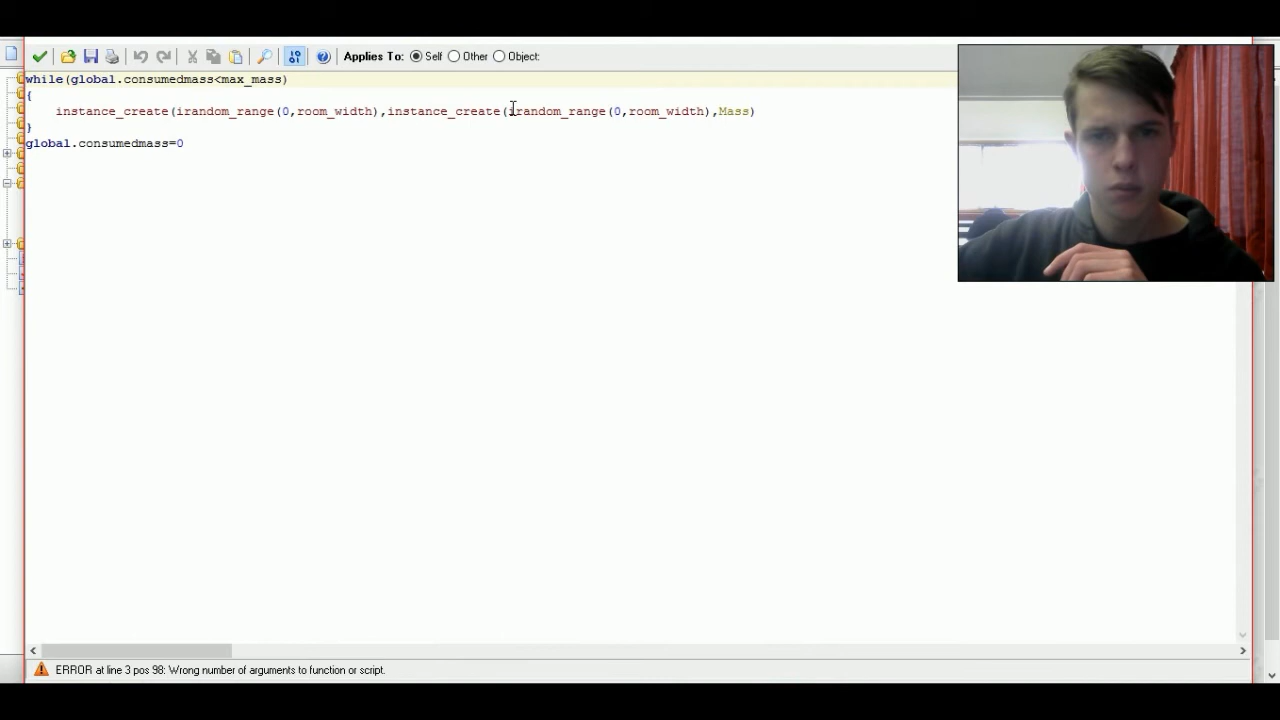 Applies To: Self Other Object:
while(global.consumedmass<max_mass)
{
instance_create(irandom_range(0,room_width),instance_create(irandom_range(0,room_width),Mass)
}
global.consumedmass=0
ERROR at line 3 pos 98: Wrong number of arguments to function or script.